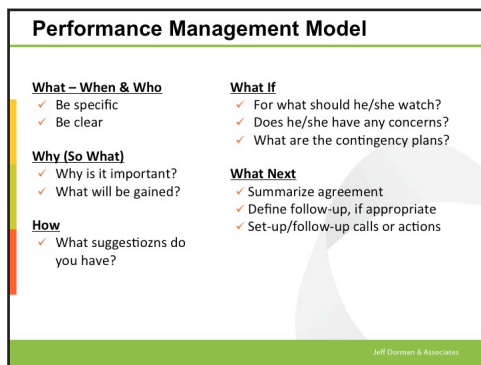 Performance Management Model
What – When & Who
✓ Be specific
✓ Be clear
Why (So What)
✓ Why is it important?
✓ What will be gained?
How
✓ What suggestiozns do
you have?
What If
✓ For what should he/she watch?
✓ Does he/she have any concerns?
✓ What are the contingency plans?
What Next
✓ Summarize agreement
✓ Define follow-up, if appropriate
✓ Set-up/follow-up calls or actions
Jeff Dorman & Associates